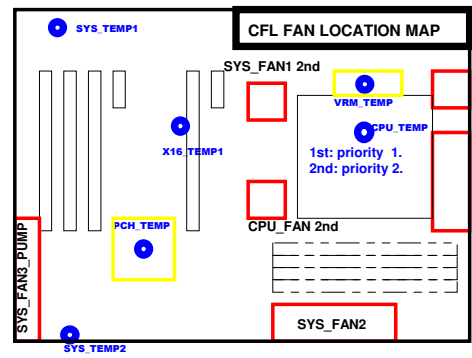 CFL FAN LOCATION MAP
SYS_TEMP1
SYS_FAN1 2nd
VRM_TEMP
CPU_TEMP
X16_TEMP1
1st: priority 1.
2nd: priority 2.
PCH_TEMP
CPU_FAN 2nd
SYS_FAN3_PUMP
SYS_FAN2
SYS_TEMP2